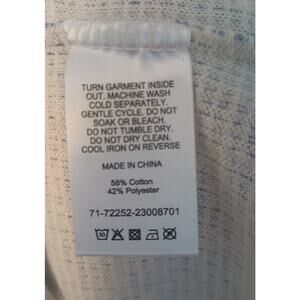 TURN GARMENT INSIDE
OUT. MACHINE WASH
COLD SEPARATELY.
GENTLE CYCLE. DO NOT
SOAK OR BLEACH.
DO NOT TUMBLE DRY.
DO NOT DRY CLEAN.
COOL IRON ON REVERSE
MADE IN CHINA
58% Cotton
42% Polyester
71-72252-23008701
30